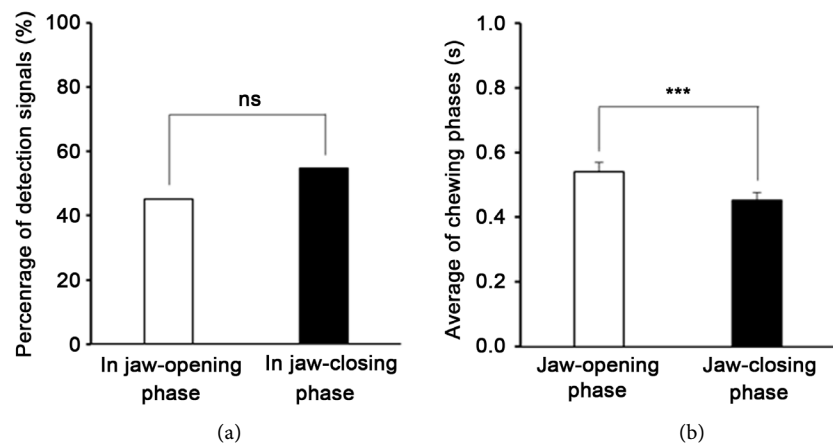 Percenrage of detection signals (%)
100
80
60
40
20
0
ns
In jaw-opening
phase
In jaw-closing
phase
(a)
Average of chewing phases (s)
1.0
0.8
0.6
0.4
0.2
0.0
***
Jaw-opening
phase
Jaw-closing
phase
(b)